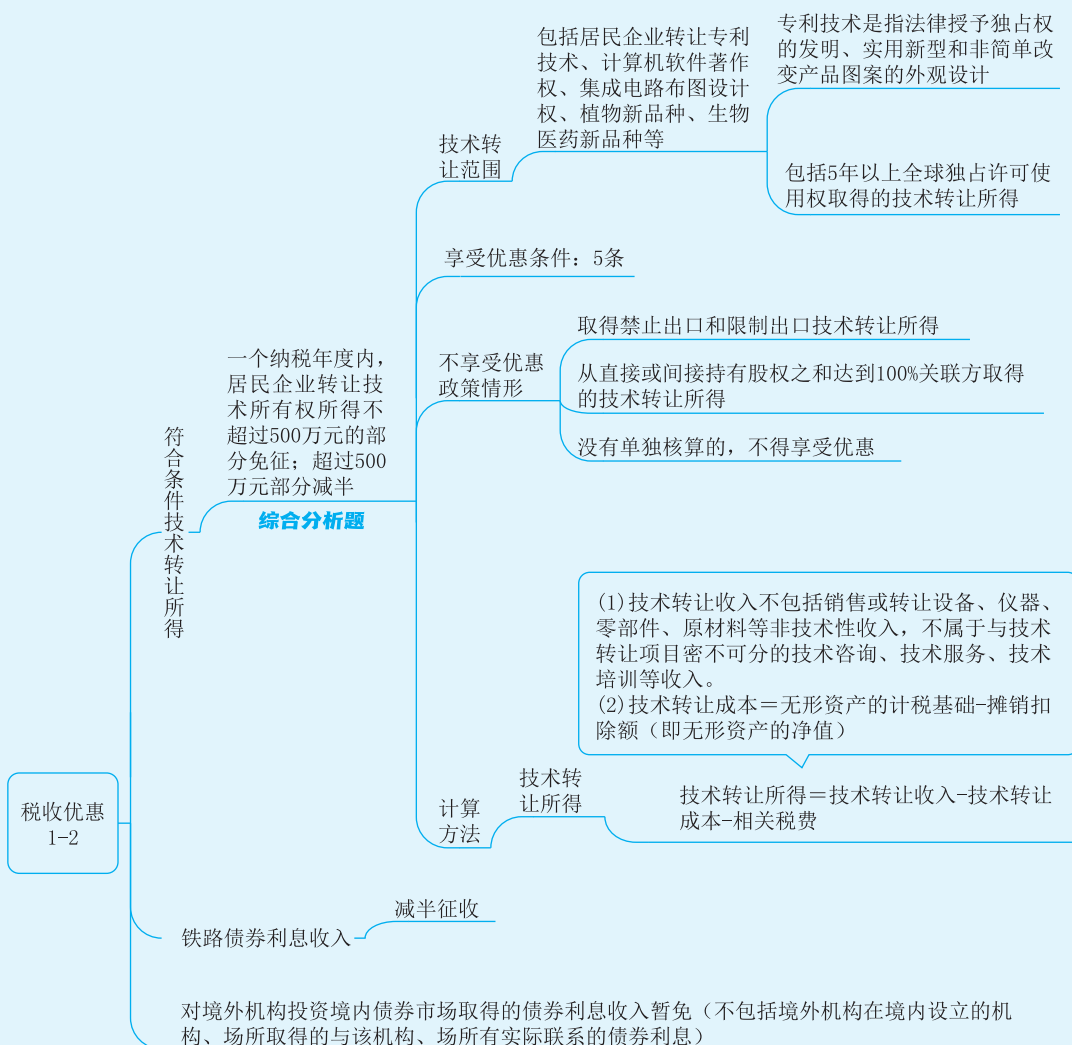 税收优惠
1-2
符合条件技术转让所得
一个纳税年度内，
居民企业转让技
术所有权所得不
超过500万元的部
分免征；超过500
万元部分减半
综合分析题
技术转
让范围
包括居民企业转让专利
技术、计算机软件著作
权、集成电路布图设计
权、植物新品种、生物
医药新品种等
专利技术是指法律授予独占权
的发明、实用新型和非简单改
变产品图案的外观设计
包括5年以上全球独占许可使
用权取得的技术转让所得
享受优惠条件：5条
不享受优惠
政策情形
取得禁止出口和限制出口技术转让所得
从直接或间接持有股权之和达到100%关联方取得
的技术转让所得
没有单独核算的，不得享受优惠
计算
方法
技术转
让所得
(1)技术转让收入不包括销售或转让设备、仪器、
零部件、原材料等非技术性收入，不属于与技术
转让项目密不可分的技术咨询、技术服务、技术
培训等收入。
(2)技术转让成本＝无形资产的计税基础-摊销扣
除额（即无形资产的净值）
技术转让所得＝技术转让收入-技术转让
成本-相关税费
铁路债券利息收入
减半征收
对境外机构投资境内债券市场取得的债券利息收入暂免（不包括境外机构在境内设立的机
构、场所取得的与该机构、场所有实际联系的债券利息）